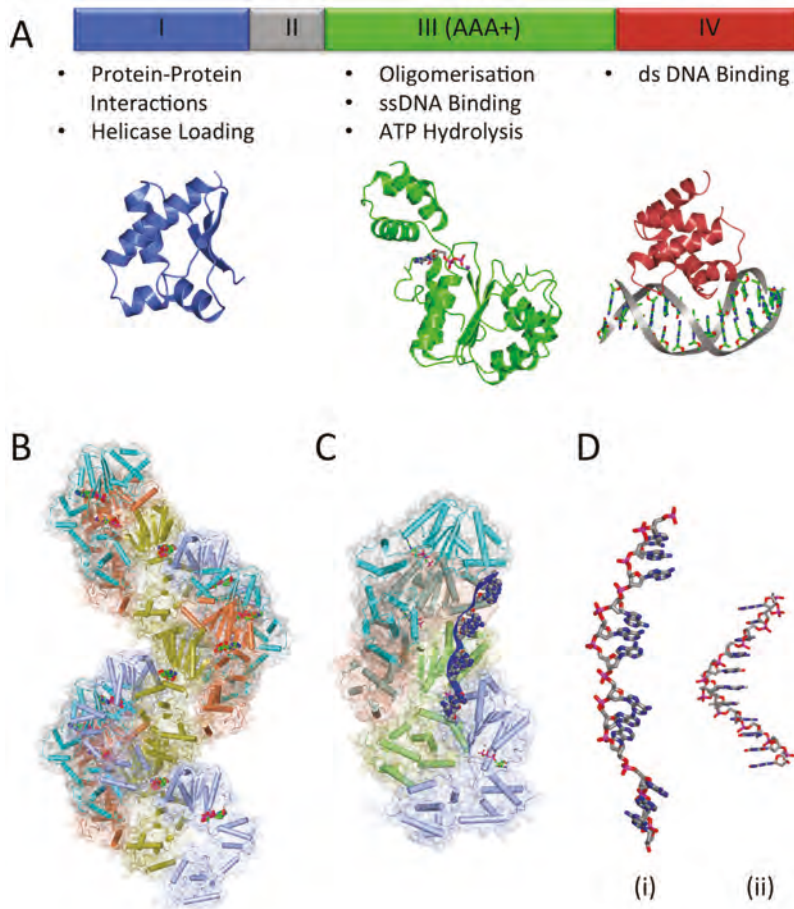 A
I II III (AAA+) IV
• Protein-Protein
Interactions
• Helicase Loading
• Oligomerisation
• ssDNA Binding
• ATP Hydrolysis
• ds DNA Binding
B
C
D
(i) (ii)